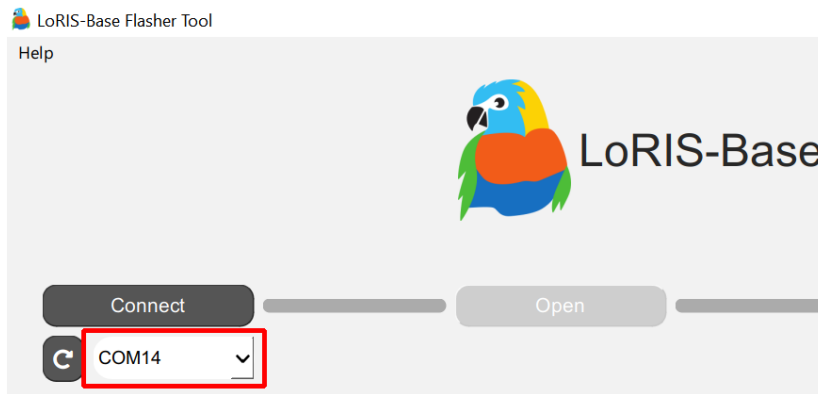 LoRIS-Base Flasher Tool
Help
LoRIS-Base
Connect
Open
COM14